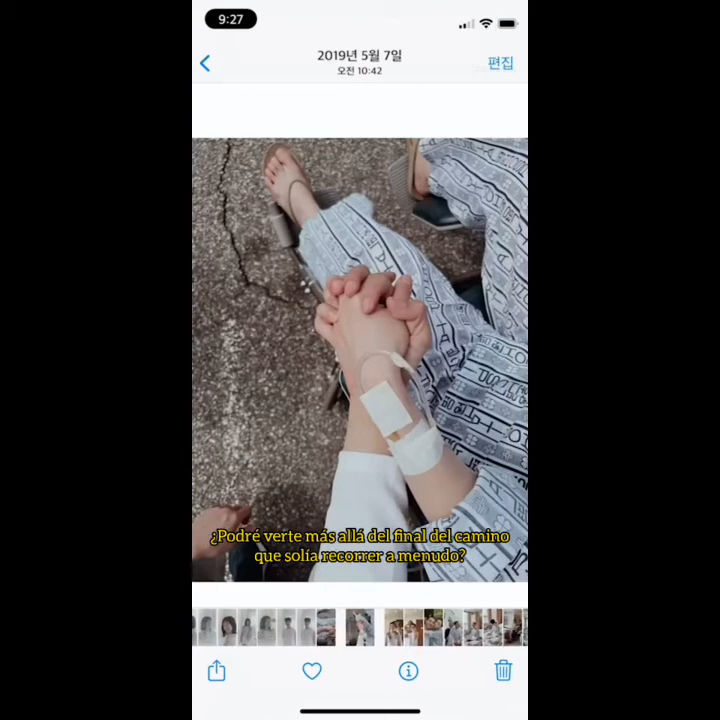 9:27
2019년 5월 7일
오전 10:42
편집
¿Podré verte más allá del final del camino
que solía recorrer a menudo?